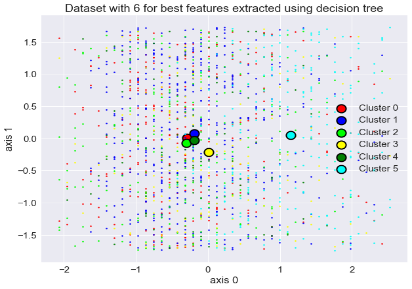 Dataset with 6 for best features extracted using decision tree
axis 1
1.5
1.0
0.5
0.0
−0.5
−1.0
−1.5
Cluster 0
Cluster 1
Cluster 2
Cluster 3
Cluster 4
Cluster 5
−2 −1 0 1 2
axis 0